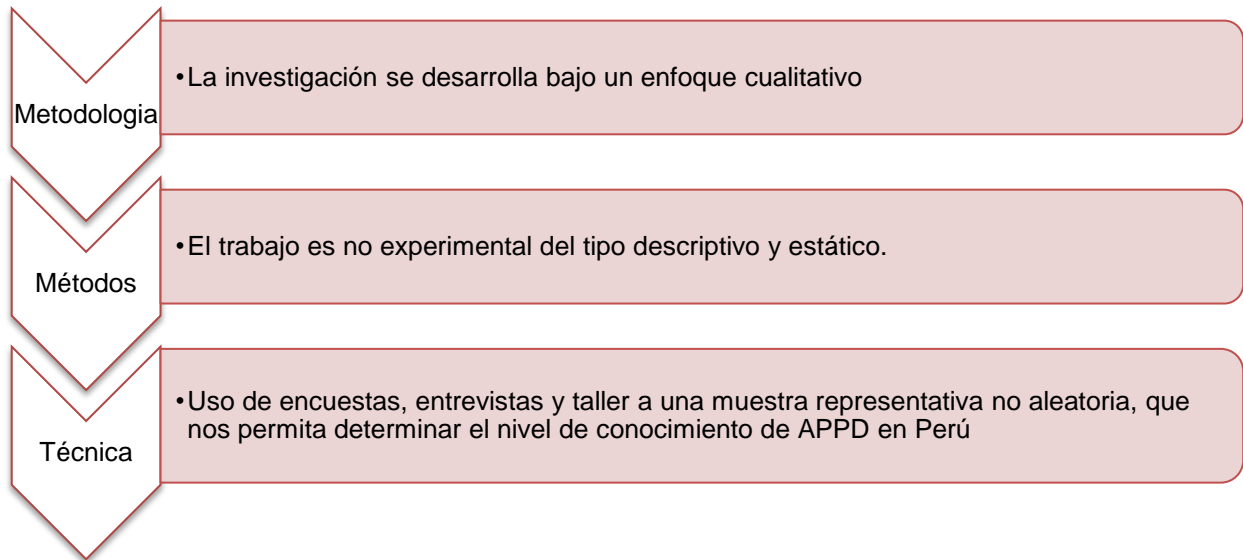 Metodologia
•La investigación se desarrolla bajo un enfoque cualitativo
Métodos
•El trabajo es no experimental del tipo descriptivo y estático.
Técnica
•Uso de encuestas, entrevistas y taller a una muestra representativa no aleatoria, que
nos permita determinar el nivel de conocimiento de APPD en Perú